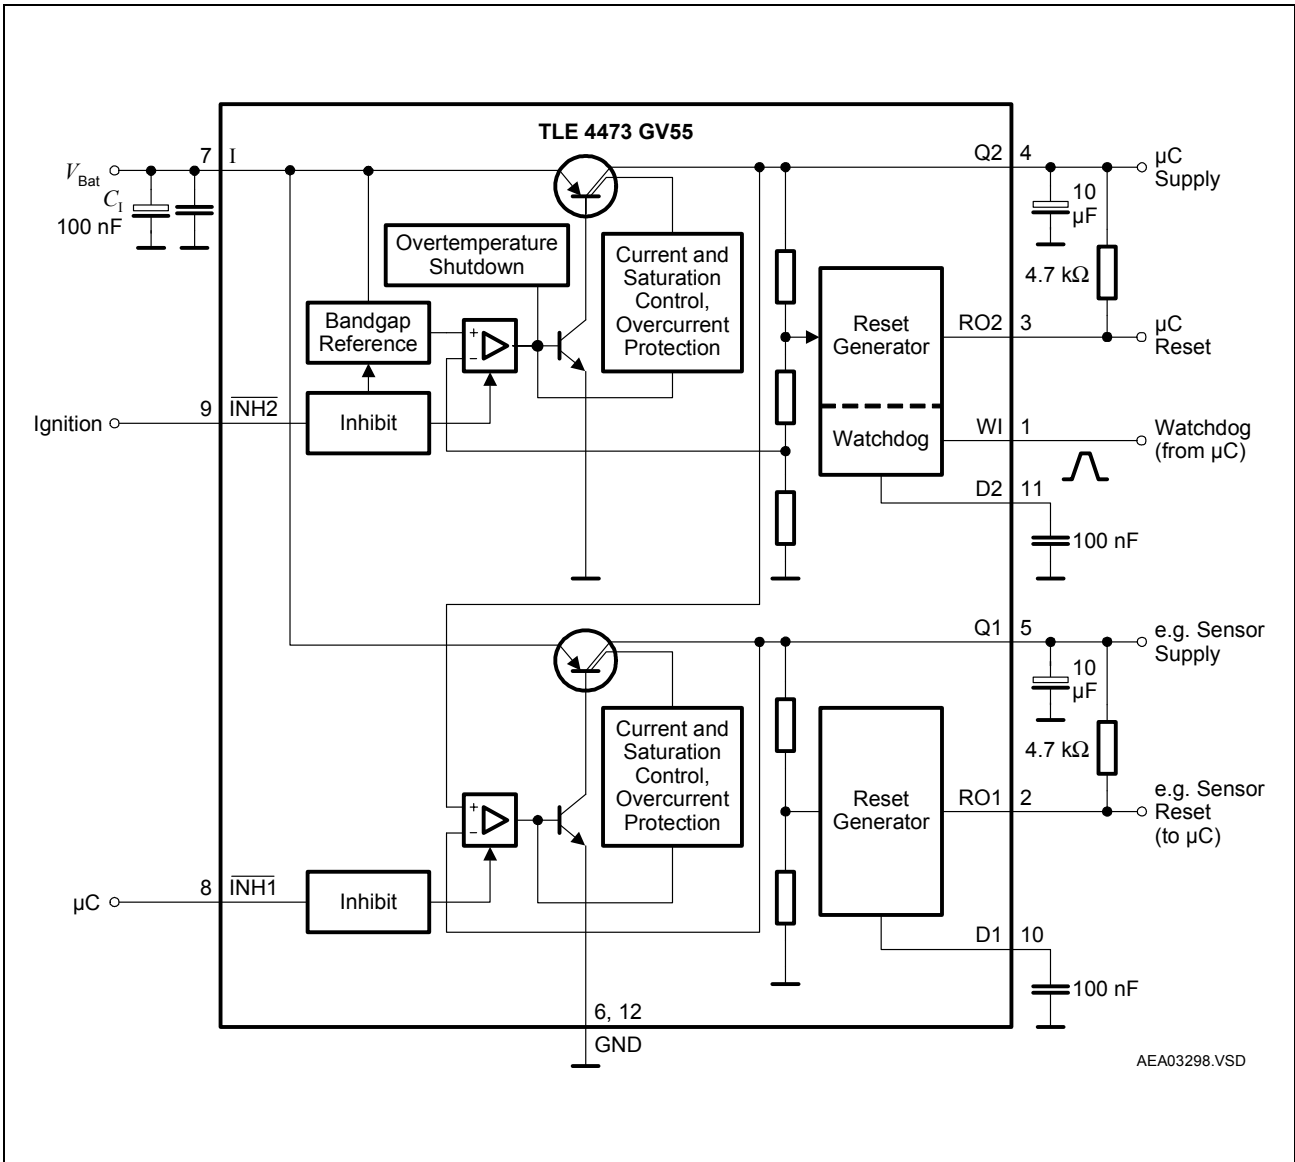 TLE 4473 GV55
7
I
V Bat
C I
100 nF
Overtemperature
Shutdown
Current and
Saturation
Control,
Overcurrent
Protection
Bandgap
Reference
+
−
Inhibit
Ignition
9
INH2
Reset
Generator
Watchdog
Q2
4
µC
Supply
10
µF
4.7 kΩ
RO2
3
µC
Reset
WI
1
Watchdog
(from µC)
D2
11
100 nF
Q1
5
e.g. Sensor
Supply
10
µF
4.7 kΩ
Current and
Saturation
Control,
Overcurrent
Protection
+
−
Reset
Generator
RO1
2
e.g. Sensor
Reset
(to µC)
µC
8
INH1
Inhibit
D1
10
100 nF
6, 12
GND
AEA03298.VSD